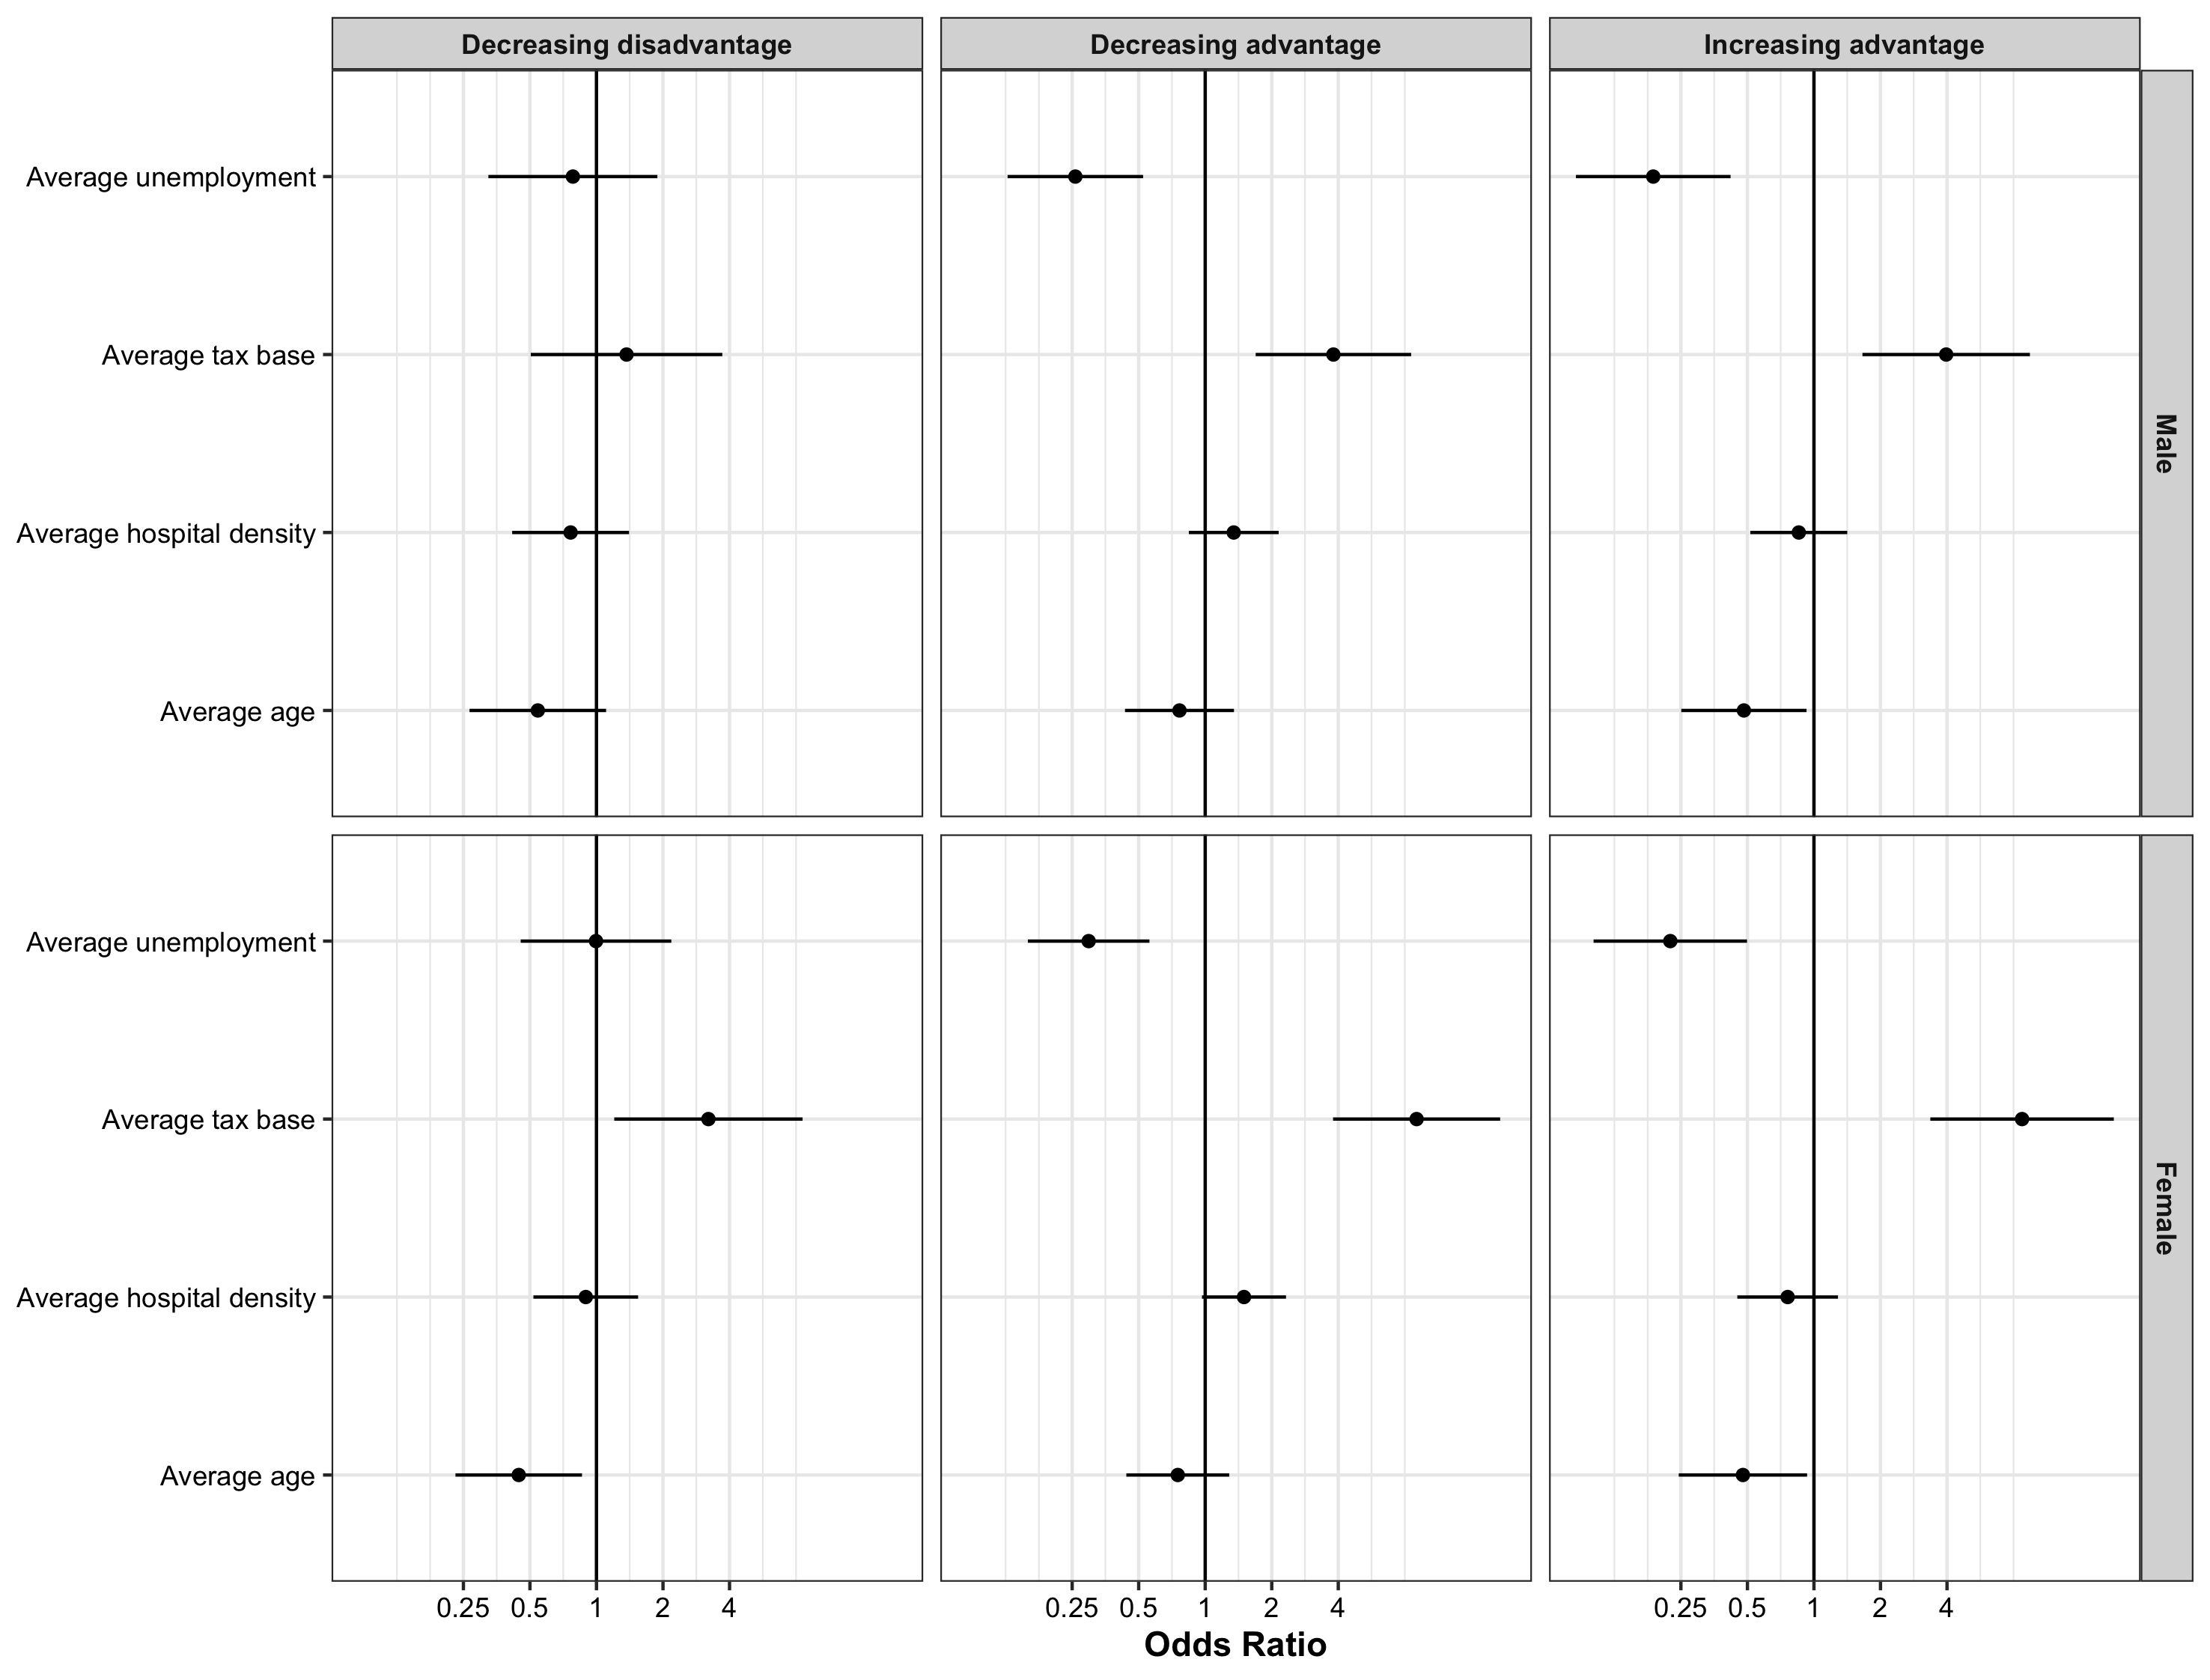 Decreasing disadvantage
Decreasing advantage
Increasing advantage
Average unemployment
Average tax base
Average hospital density
Average age
Male
Average unemployment
Average tax base
Average hospital density
Average age
Female
0.25 0.5 1 2 4
0.25 0.5 1 2 4
0.25 0.5 1 2 4
Odds Ratio